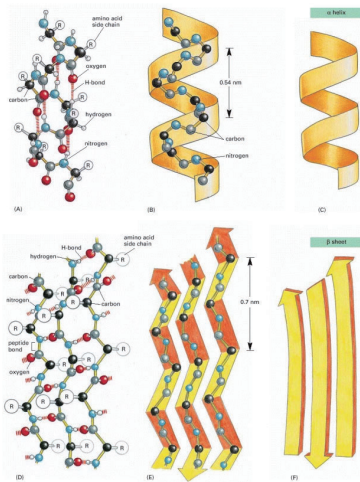 α helix
amino acid
side chain
oxygen
H-bond
carbon
hydrogen
nitrogen
R
R
R
R
R
R
R
(A)
0.54 nm
carbon
nitrogen
(B)
(C)
β sheet
amino acid
side chain
H-bond
hydrogen
carbon
nitrogen
carbon
peptide
bond
oxygen
R
R
R
R
R
R
R
R
R
R
R
R
R
R
(D)
0.7 nm
(E)
(F)